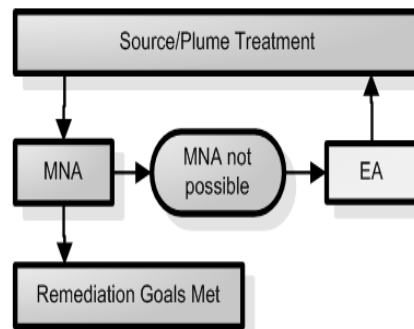 Source/Plume Treatment
MNA
MNA not
possible
EA
Remediation Goals Met